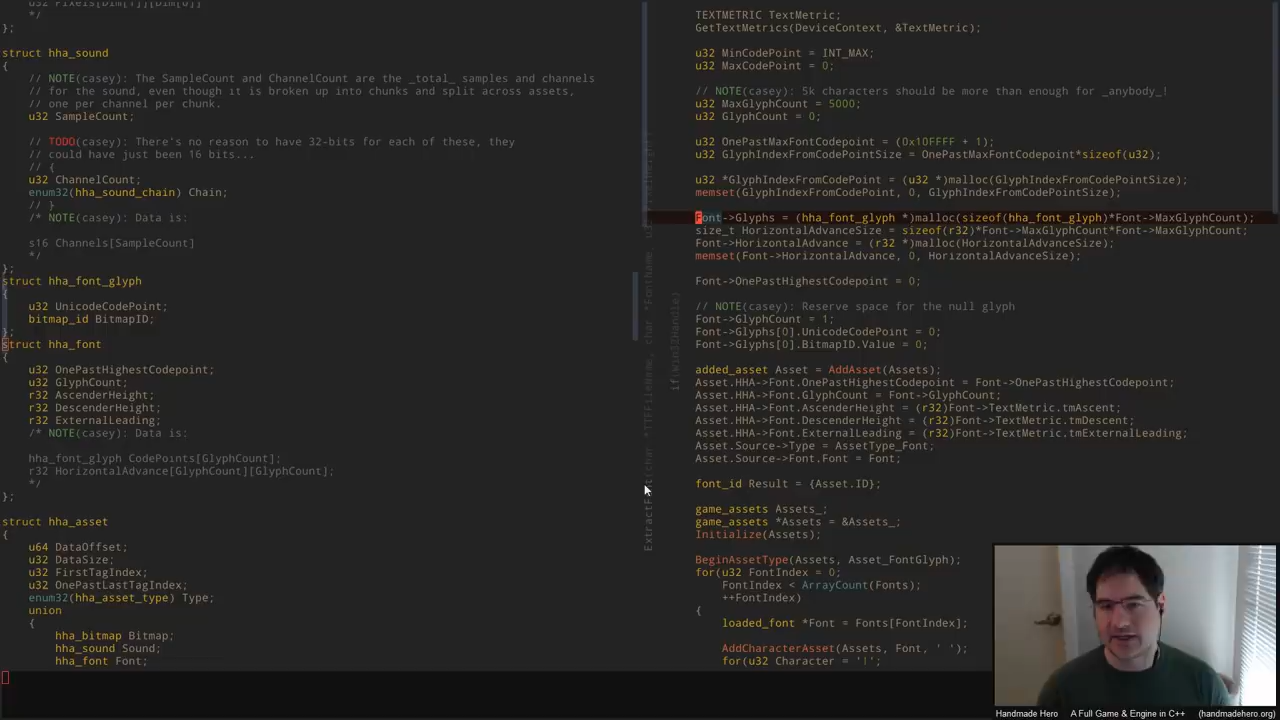 u32 Pixels[Dim[1]][Dim[0]]
*/
};
struct hha_sound
{
// NOTE(casey): The SampleCount and ChannelCount are the _total_ samples and channels
// for the sound, even though it is broken up into chunks and split across assets,
// one per channel per chunk.
u32 SampleCount;
// TODO(casey): There's no reason to have 32-bits for each of these, they
// could have just been 16 bits...
// {
u32 ChannelCount;
enum32(hha_sound_chain) Chain;
// }
/* NOTE(casey): Data is:
s16 Channels[SampleCount]
*/
};
struct hha_font_glyph
{
u32 UnicodeCodePoint;
bitmap_id BitmapID;
};
struct hha_font
{
u32 OnePastHighestCodepoint;
u32 GlyphCount;
r32 AscenderHeight;
r32 DescenderHeight;
r32 ExternalLeading;
/* NOTE(casey): Data is:
hha_font_glyph CodePoints[GlyphCount];
r32 HorizontalAdvance[GlyphCount][GlyphCount];
*/
};
struct hha_asset
{
u64 DataOffset;
u32 DataSize;
u32 FirstTagIndex;
u32 OnePastLastTagIndex;
enum32(hha_asset_type) Type;
union
{
hha_bitmap Bitmap;
hha_sound Sound;
hha_font Font;
TEXTMETRIC TextMetric;
GetTextMetrics(DeviceContext, &TextMetric);
u32 MinCodePoint = INT_MAX;
u32 MaxCodePoint = 0;
// NOTE(casey): 5k characters should be more than enough for _anybody_!
u32 MaxGlyphCount = 5000;
u32 GlyphCount = 0;
u32 OnePastMaxFontCodepoint = (0x10FFFF + 1);
u32 GlyphIndexFromCodePointSize = OnePastMaxFontCodepoint*sizeof(u32);
u32 *GlyphIndexFromCodePoint = (u32 *)malloc(GlyphIndexFromCodePointSize);
memset(GlyphIndexFromCodePoint, 0, GlyphIndexFromCodePointSize);
Font->Glyphs = (hha_font_glyph *)malloc(sizeof(hha_font_glyph)*Font->MaxGlyphCount);
size_t HorizontalAdvanceSize = sizeof(r32)*Font->MaxGlyphCount*Font->MaxGlyphCount;
Font->HorizontalAdvance = (r32 *)malloc(HorizontalAdvanceSize);
memset(Font->HorizontalAdvance, 0, HorizontalAdvanceSize);
Font->OnePastHighestCodepoint = 0;
// NOTE(casey): Reserve space for the null glyph
Font->GlyphCount = 1;
Font->Glyphs[0].UnicodeCodePoint = 0;
Font->Glyphs[0].BitmapID.Value = 0;
added_asset Asset = AddAsset(Assets);
Asset.HHA->Font.OnePastHighestCodepoint = Font->OnePastHighestCodepoint;
Asset.HHA->Font.GlyphCount = Font->GlyphCount;
Asset.HHA->Font.AscenderHeight = (r32)Font->TextMetric.tmAscent;
Asset.HHA->Font.DescenderHeight = (r32)Font->TextMetric.tmDescent;
Asset.HHA->Font.ExternalLeading = (r32)Font->TextMetric.tmExternalLeading;
Asset.Source->Type = AssetType_Font;
Asset.Source->Font.Font = Font;
font_id Result = {Asset.ID};
game_assets Assets_;
game_assets *Assets = &Assets_;
Initialize(Assets);
BeginAssetType(Assets, Asset_FontGlyph);
for(u32 FontIndex = 0;
FontIndex < ArrayCount(Fonts);
++FontIndex)
{
loaded_font *Font = Fonts[FontIndex];
AddCharacterAsset(Assets, Font, ' ');
for(u32 Character = '!';
if(Win32Handle)
Handmade Hero A Full Game & Engine in C++ (handmadehero.org)